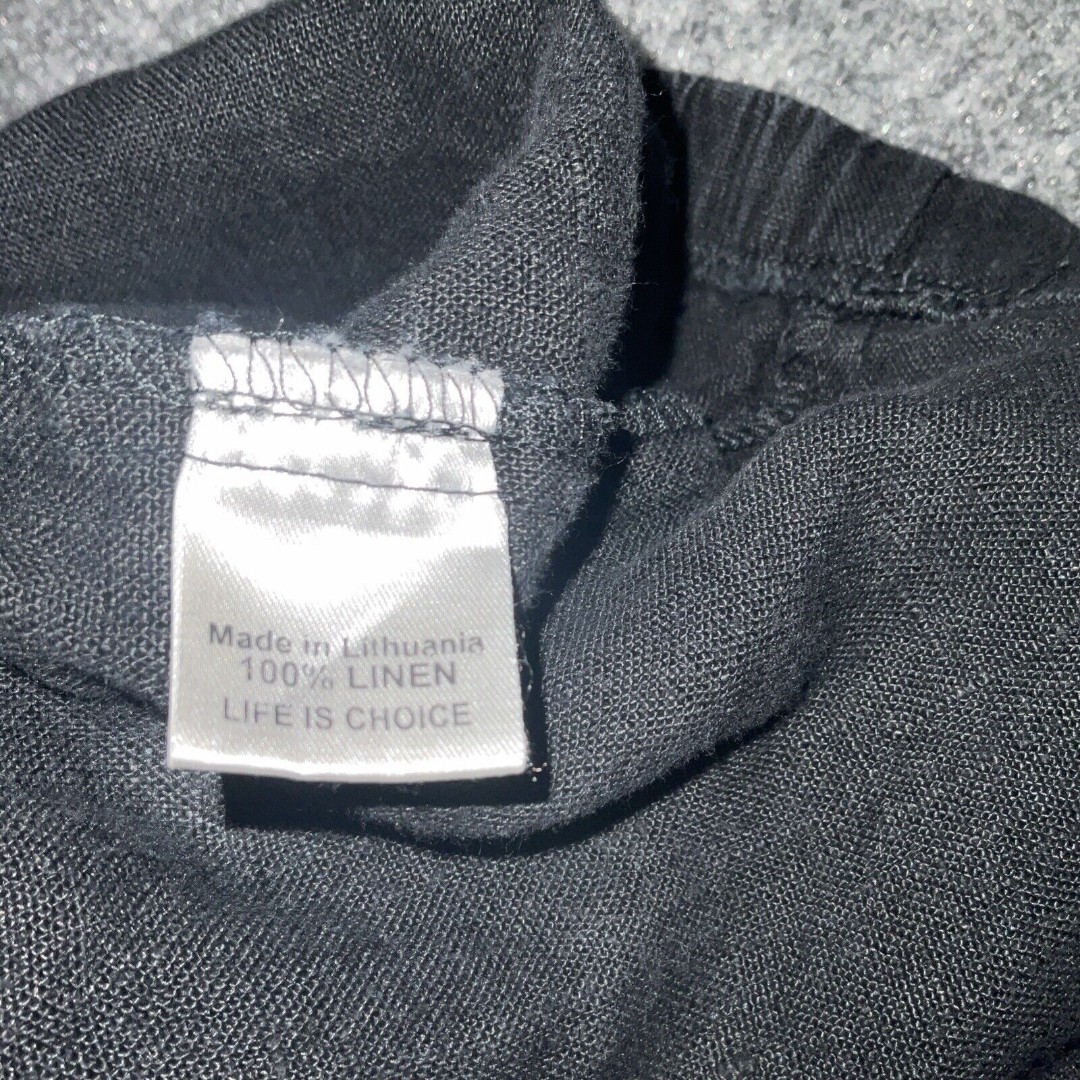 Made in Lithuania
100% LINEN
LIFE IS CHOICE